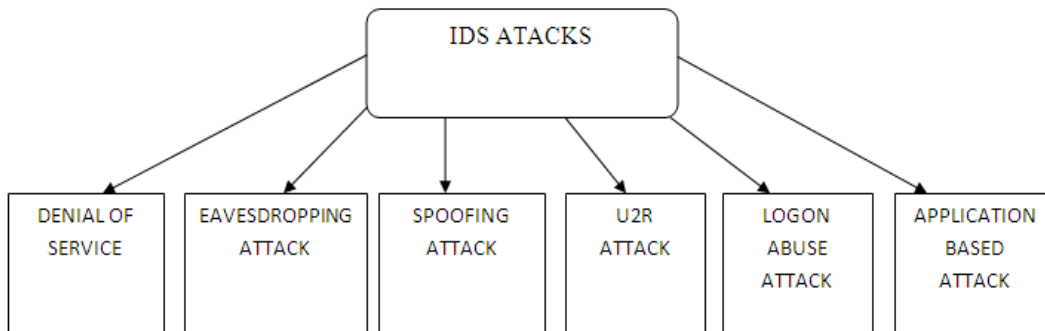 IDS ATACKS
DENIAL OF
SERVICE
EAVESDROPPING
ATTACK
SPOOFING
ATTACK
U2R
ATTACK
LOGON
ABUSE
ATTACK
APPLICATION
BASED
ATTACK